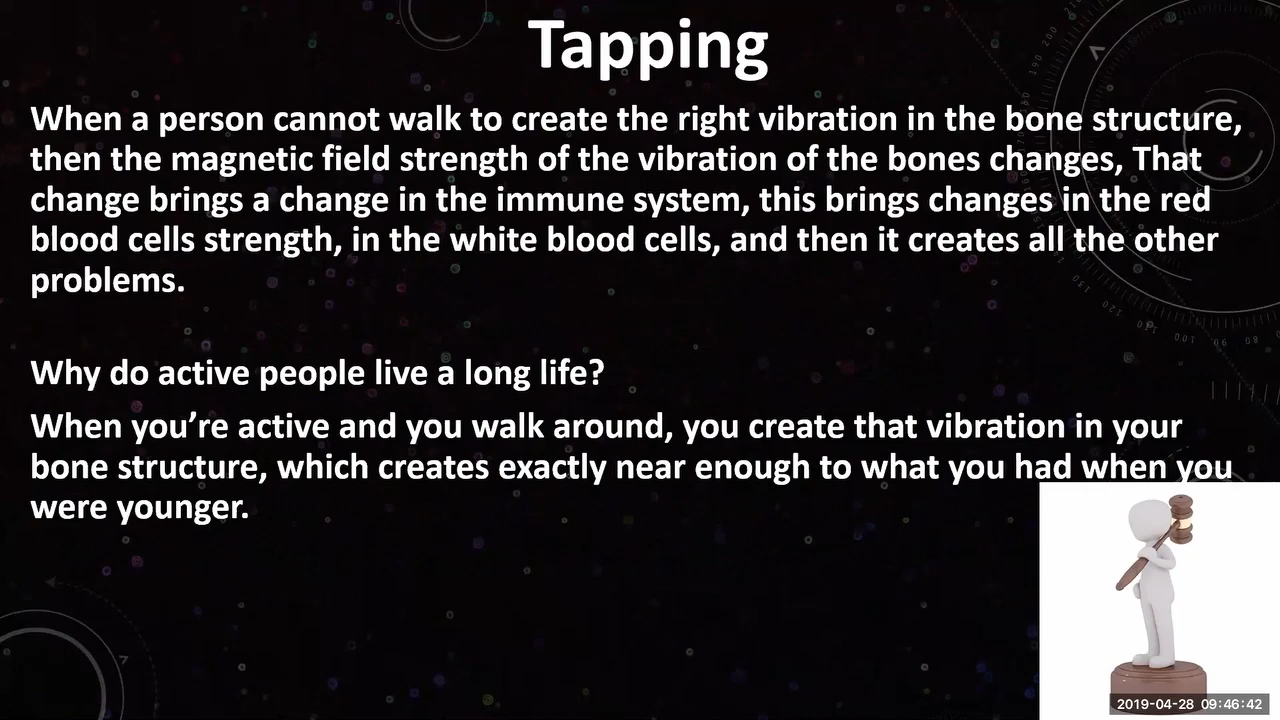 Tapping
When a person cannot walk to create the right vibration in the bone structure,
then the magnetic field strength of the vibration of the bones changes, That
change brings a change in the immune system, this brings changes in the red
blood cells strength, in the white blood cells, and then it creates all the other
problems.
Why do active people live a long life?
When you’re active and you walk around, you create that vibration in your
bone structure, which creates exactly near enough to what you had when you
were younger.
2019-04-28 09:46:42